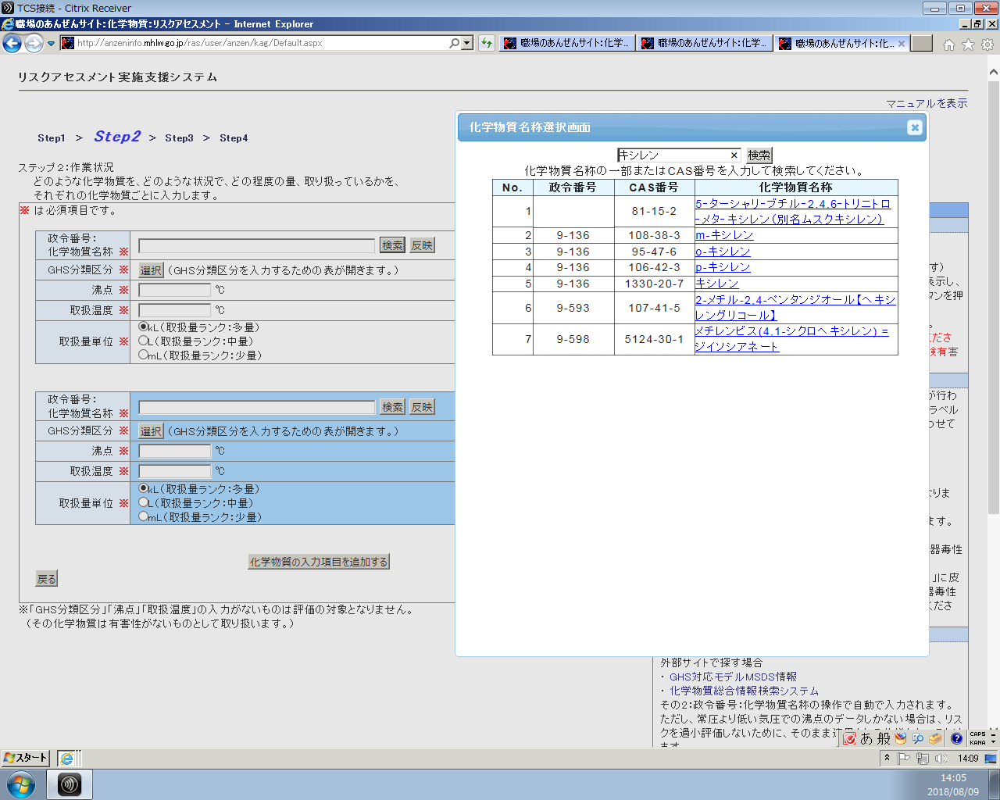 TCS接続 - Citrix Receiver
職場のあんぜんサイト：化学物質：リスクアセスメント - Internet Explorer
http://anzeninfo.mhlw.go.jp/ras/user/anzen/kag/Default.aspx
職場のあんぜんサイト：化学...
職場のあんぜんサイト：化学...
職場のあんぜんサイト：化...
リスクアセスメント実施支援システム
マニュアルを表示
Step1 > Step2 > Step3 > Step4
ステップ２：作業状況
どのような化学物質を、どのような状況で、どの程度の量、取り扱っているかを、
それぞれの化学物質ごとに入力します。
※ は必須項目です。
政令番号：
化学物質名称 ※
検索
反映
GHS分類区分 ※
選択 （GHS分類区分を入力するための表が開きます。）
沸点 ※
℃
取扱温度 ※
℃
取扱量単位 ※
kL（取扱量ランク：多量）
L（取扱量ランク：中量）
mL（取扱量ランク：少量）
政令番号：
化学物質名称 ※
検索
反映
GHS分類区分 ※
選択 （GHS分類区分を入力するための表が開きます。）
沸点 ※
℃
取扱温度 ※
℃
取扱量単位 ※
kL（取扱量ランク：多量）
L（取扱量ランク：中量）
mL（取扱量ランク：少量）
化学物質の入力項目を追加する
戻る
※「GHS分類区分」「沸点」「取扱温度」の入力がないものは評価の対象となりません。
（その化学物質は有害性がないものとして取り扱います。）
化学物質名称選択画面
キシレン
検索
化学物質名称の一部またはCAS番号を入力して検索してください。
No. 政令番号 CAS番号 化学物質名称
1 81-15-2 5-ターシャリ-ブチル-2,4,6-トリニトロ
-メタ-キシレン（別名ムスクキシレン）
2 9-136 108-38-3 m-キシレン
3 9-136 95-47-6 o-キシレン
4 9-136 106-42-3 p-キシレン
5 9-136 1330-20-7 キシレン
6 9-593 107-41-5 2-メチル-2,4-ペンタンジオール【ヘキシ
レングリコール】
7 9-598 5124-30-1 メチレンビス(4,1-シクロヘキシレン) =
ジイソシアネート
す）
表示し、
タンを押
。
くださ
険有害
が行わ
ラベル
わせて
なりま
ます。
器毒性
」に皮
器毒性
くださ
外部サイトで探す場合
・ GHS対応モデルMSDS情報
・ 化学物質総合情報検索システム
その２：政令番号：化学物質名称の操作で自動で入力されます。
ただし、常圧より低い気圧での沸点のデータしかない場合は、リス
クを過小評価しないために、そのまま
ます。
あ 般
CAPS
KANA
スタート
14:09
14:05
2018/08/09